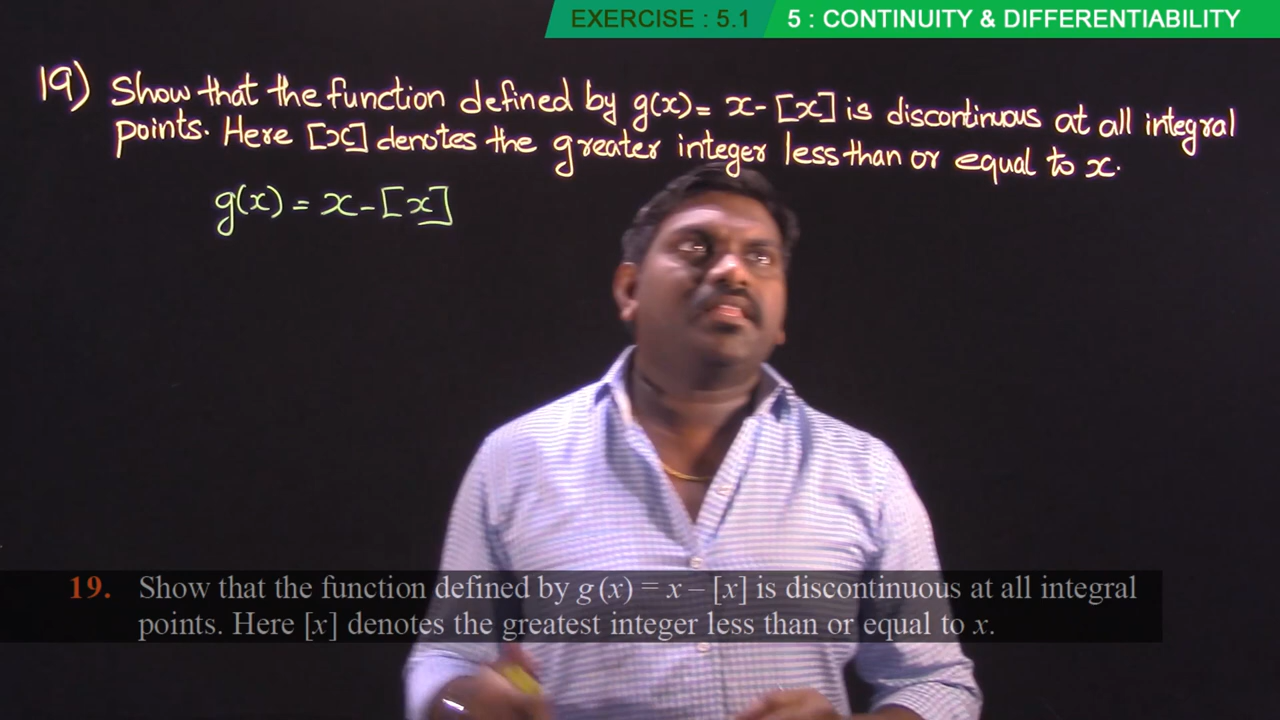 EXERCISE : 5.1 5 : CONTINUITY & DIFFERENTIABILITY
19) Show that the function defined by g(x) = x - [x] is discontinuous at all integral
points. Here [x] denotes the greater integer less than or equal to x.
g(x) = x - [x]
19. Show that the function defined by g (x) = x – [x] is discontinuous at all integral
points. Here [x] denotes the greatest integer less than or equal to x.